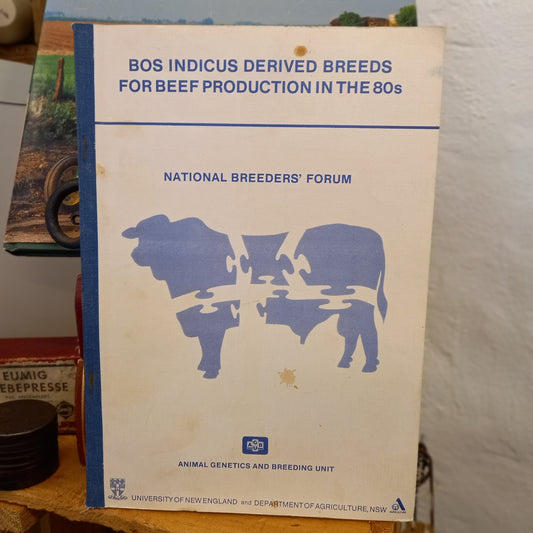 BOS INDICUS DERIVED BREEDS
FOR BEEF PRODUCTION IN THE 80s
NATIONAL BREEDERS' FORUM
ANIMAL GENETICS AND BREEDING UNIT
UNIVERSITY OF NEW ENGLAND and DEPARTMENT OF AGRICULTURE, NSW
EUMIG
EBEPRESSE